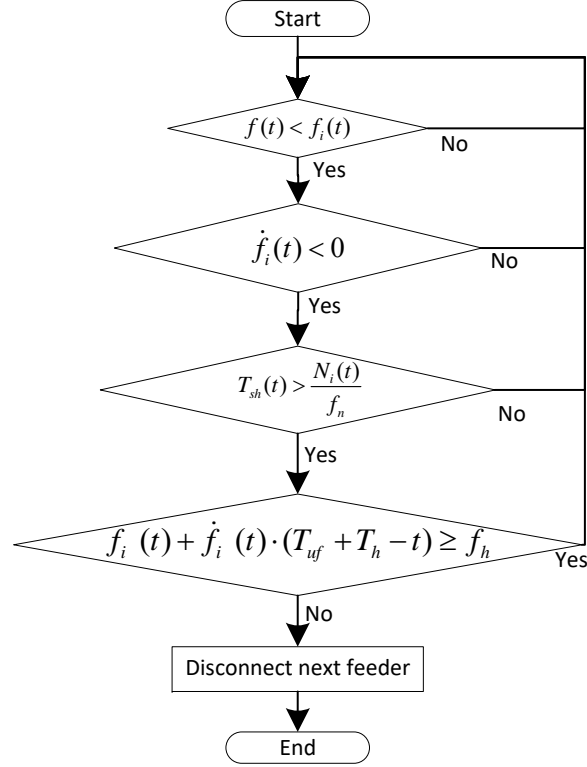 Start
f(t) < f_i(t)
No
Yes
ḟ_i(t) < 0
No
Yes
T_sh(t) > N_i(t)/f_n
No
Yes
f_i (t) + ḟ_i (t)·(T_uf + T_h − t) ≥ f_h
Yes
No
Disconnect next feeder
End